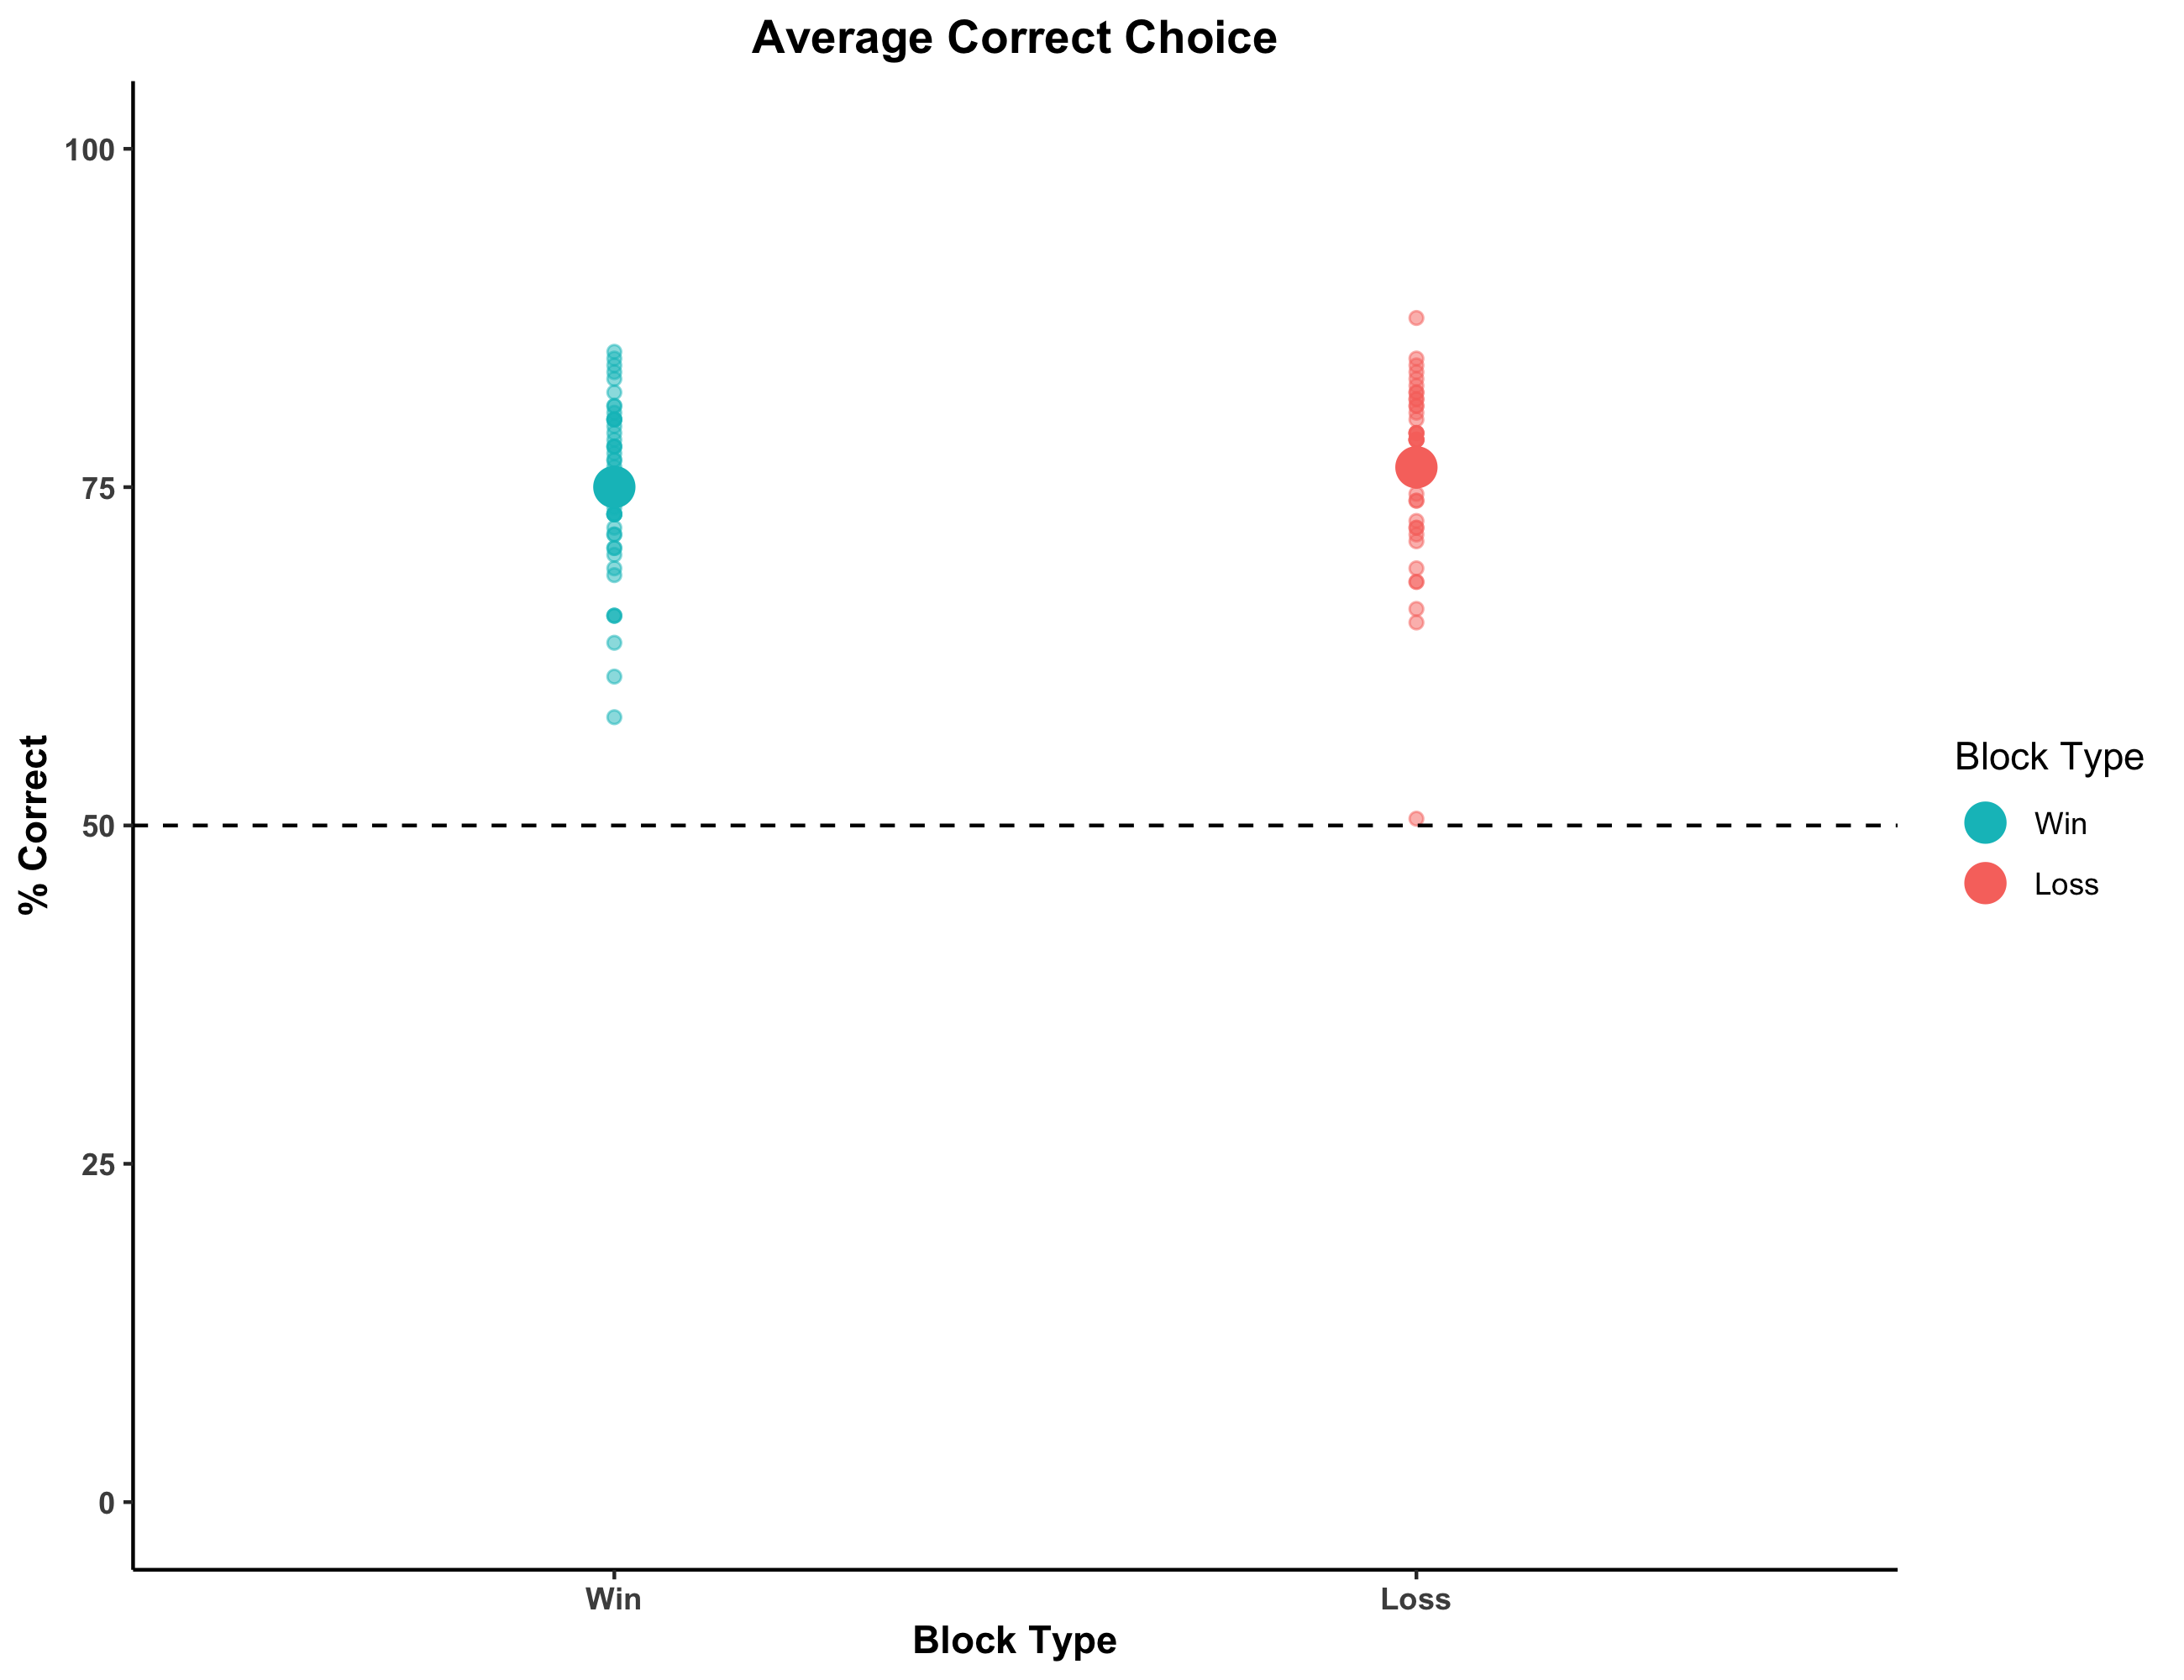 Average Correct Choice
100
75
50
25
0
% Correct
Win
Loss
Block Type
Block Type
Win
Loss